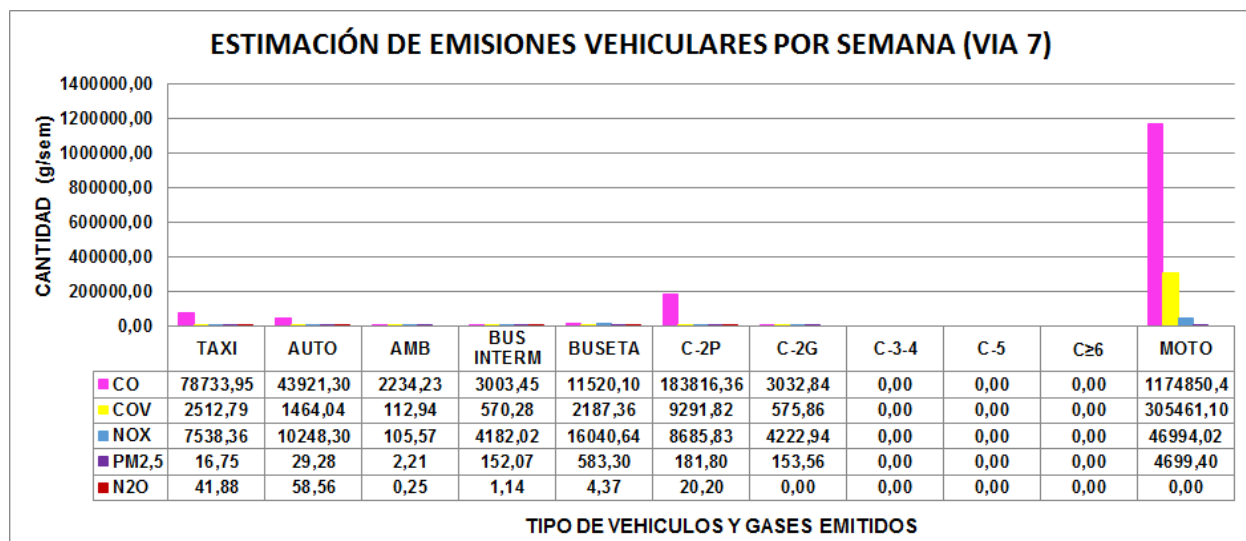 ESTIMACIÓN DE EMISIONES VEHICULARES POR SEMANA (VIA 7)
CANTIDAD (g/sem)
1400000,00
1200000,00
1000000,00
800000,00
600000,00
400000,00
200000,00
0,00
TAXI AUTO AMB BUS INTERM BUSETA C-2P C-2G C-3-4 C-5 C≥6 MOTO
CO 78733,95 43921,30 2234,23 3003,45 11520,10 183816,36 3032,84 0,00 0,00 0,00 1174850,4
COV 2512,79 1464,04 112,94 570,28 2187,36 9291,82 575,86 0,00 0,00 0,00 305461,10
NOX 7538,36 10248,30 105,57 4182,02 16040,64 8685,83 4222,94 0,00 0,00 0,00 46994,02
PM2,5 16,75 29,28 2,21 152,07 583,30 181,80 153,56 0,00 0,00 0,00 4699,40
N2O 41,88 58,56 0,25 1,14 4,37 20,20 0,00 0,00 0,00 0,00 0,00
TIPO DE VEHICULOS Y GASES EMITIDOS